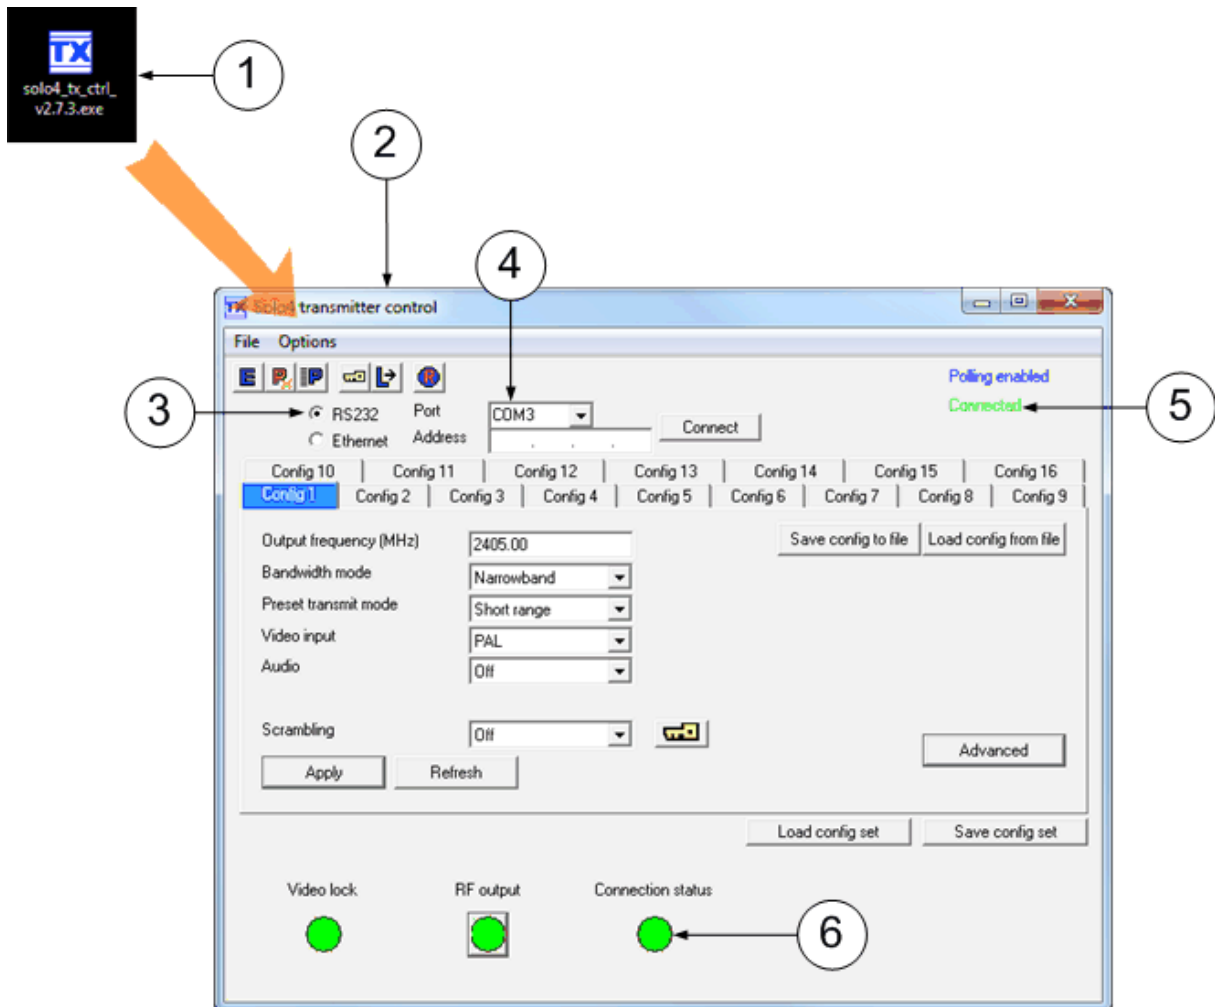 TX
solo4_tx_ctrl_
v2.7.3.exe
1
2
4
TX Solo4 transmitter control
File Options
E P P L R
Polling enabled
3
RS232 Port COM3
Connected
5
Ethernet Address . . . Connect
Config 10 Config 11 Config 12 Config 13 Config 14 Config 15 Config 16
Config 1 Config 2 Config 3 Config 4 Config 5 Config 6 Config 7 Config 8 Config 9
Output frequency (MHz) 2405.00 Save config to file Load config from file
Bandwidth mode Narrowband
Preset transmit mode Short range
Video input PAL
Audio Off
Scrambling Off
Advanced
Apply Refresh
Load config set Save config set
Video lock RF output Connection status
6